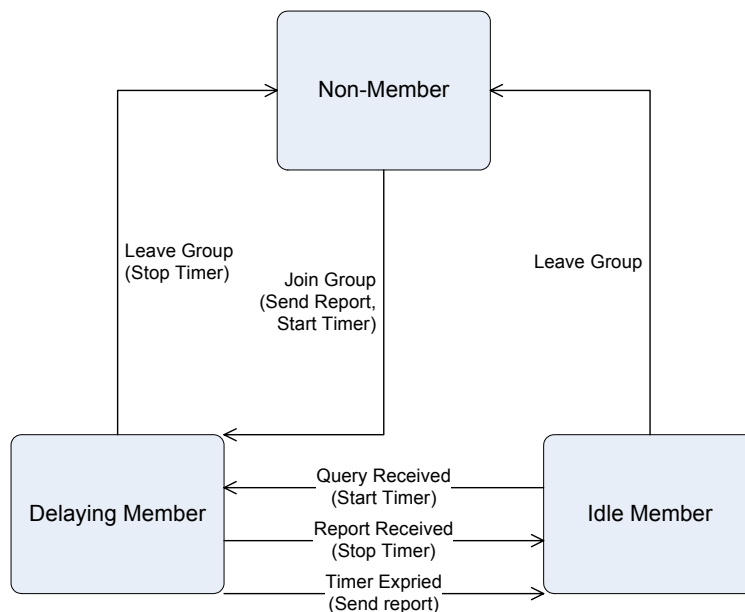 Non-Member
Leave Group
(Stop Timer)
Join Group
(Send Report,
Start Timer)
Leave Group
Delaying Member
Query Received
(Start Timer)
Report Received
(Stop Timer)
Timer Expried
(Send report)
Idle Member